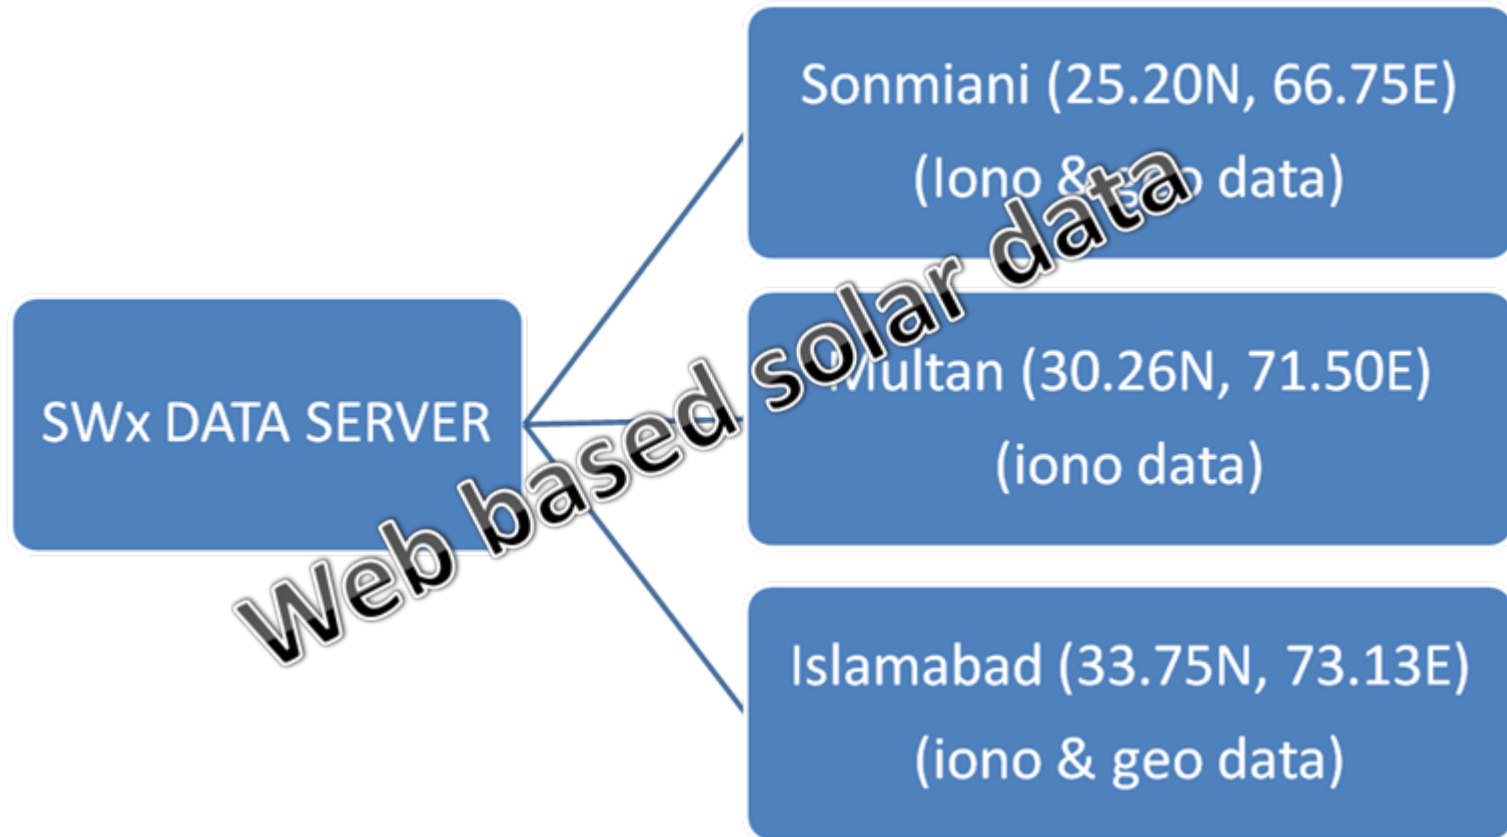 Sonmiani (25.20N, 66.75E)
(Iono & geo data)
SWx DATA SERVER
Multan (30.26N, 71.50E)
(iono data)
Islamabad (33.75N, 73.13E)
(iono & geo data)
Web based solar data